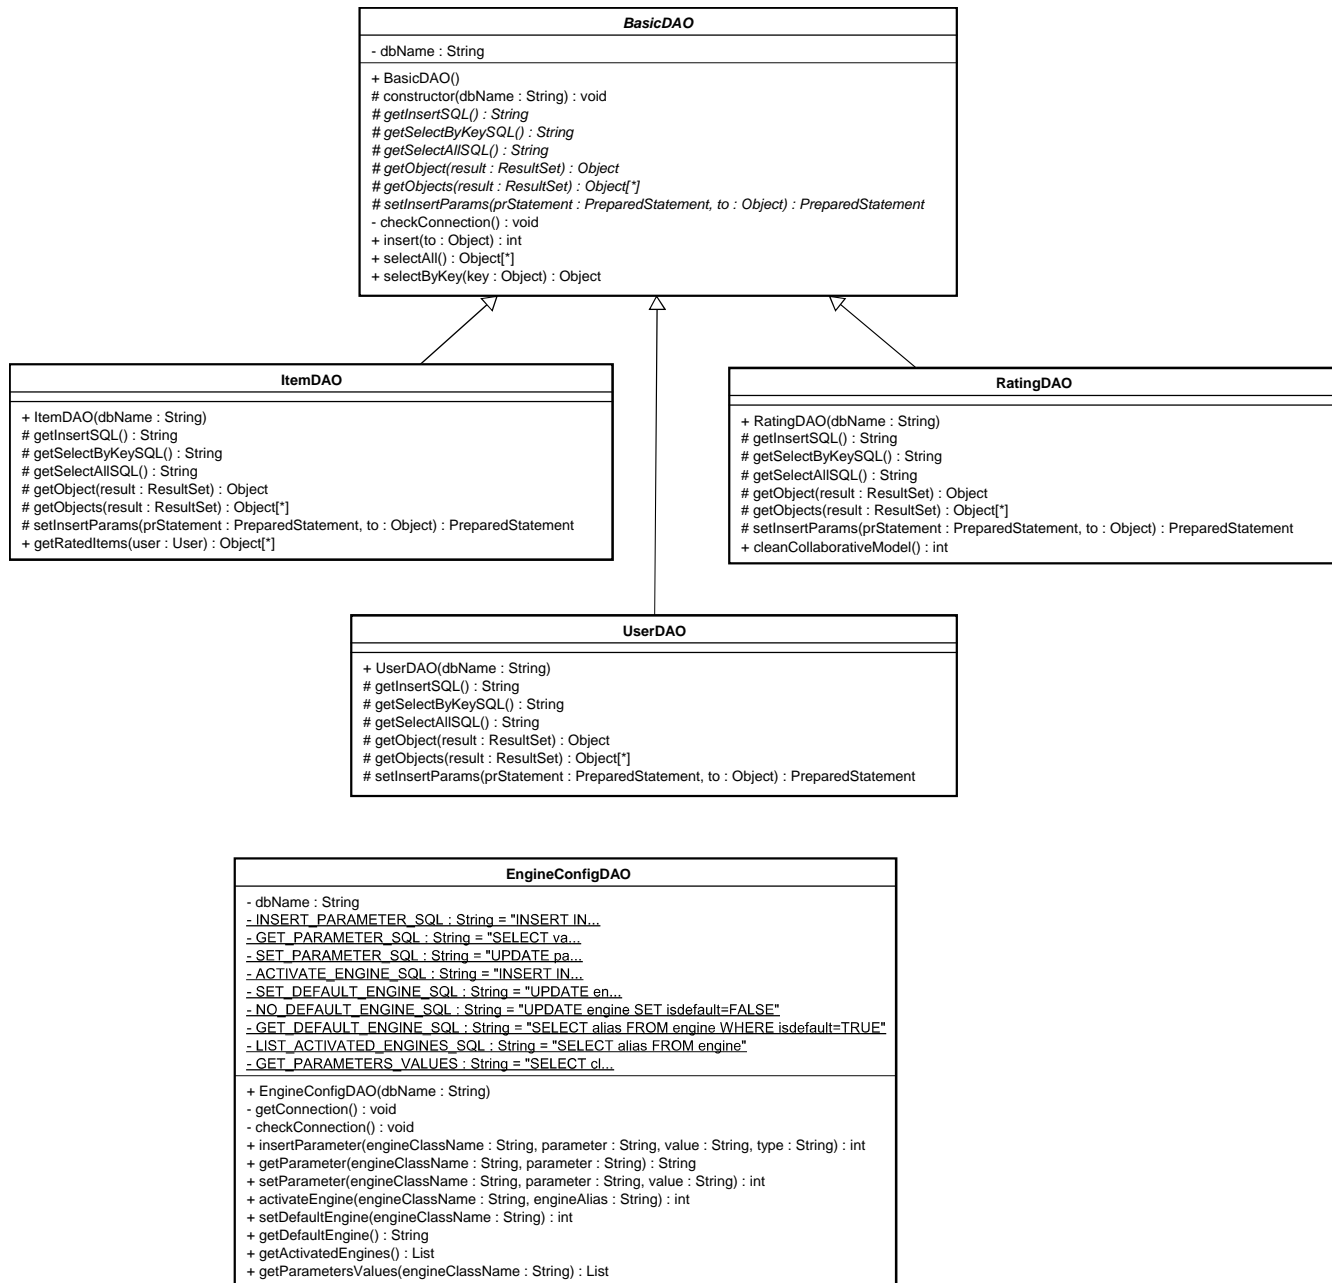 BasicDAO
- dbName : String
+ BasicDAO()
# constructor(dbName : String) : void
# getInsertSQL() : String
# getSelectByKeySQL() : String
# getSelectAllSQL() : String
# getObject(result : ResultSet) : Object
# getObjects(result : ResultSet) : Object[*]
# setInsertParams(prStatement : PreparedStatement, to : Object) : PreparedStatement
- checkConnection() : void
+ insert(to : Object) : int
+ selectAll() : Object[*]
+ selectByKey(key : Object) : Object
ItemDAO
+ ItemDAO(dbName : String)
# getInsertSQL() : String
# getSelectByKeySQL() : String
# getSelectAllSQL() : String
# getObject(result : ResultSet) : Object
# getObjects(result : ResultSet) : Object[*]
# setInsertParams(prStatement : PreparedStatement, to : Object) : PreparedStatement
+ getRatedItems(user : User) : Object[*]
RatingDAO
+ RatingDAO(dbName : String)
# getInsertSQL() : String
# getSelectByKeySQL() : String
# getSelectAllSQL() : String
# getObject(result : ResultSet) : Object
# getObjects(result : ResultSet) : Object[*]
# setInsertParams(prStatement : PreparedStatement, to : Object) : PreparedStatement
+ cleanCollaborativeModel() : int
UserDAO
+ UserDAO(dbName : String)
# getInsertSQL() : String
# getSelectByKeySQL() : String
# getSelectAllSQL() : String
# getObject(result : ResultSet) : Object
# getObjects(result : ResultSet) : Object[*]
# setInsertParams(prStatement : PreparedStatement, to : Object) : PreparedStatement
EngineConfigDAO
- dbName : String
- INSERT_PARAMETER_SQL : String = "INSERT IN...
- GET_PARAMETER_SQL : String = "SELECT va...
- SET_PARAMETER_SQL : String = "UPDATE pa...
- ACTIVATE_ENGINE_SQL : String = "INSERT IN...
- SET_DEFAULT_ENGINE_SQL : String = "UPDATE en...
- NO_DEFAULT_ENGINE_SQL : String = "UPDATE engine SET isdefault=FALSE"
- GET_DEFAULT_ENGINE_SQL : String = "SELECT alias FROM engine WHERE isdefault=TRUE"
- LIST_ACTIVATED_ENGINES_SQL : String = "SELECT alias FROM engine"
- GET_PARAMETERS_VALUES : String = "SELECT cl...
+ EngineConfigDAO(dbName : String)
- getConnection() : void
- checkConnection() : void
+ insertParameter(engineClassName : String, parameter : String, value : String, type : String) : int
+ getParameter(engineClassName : String, parameter : String) : String
+ setParameter(engineClassName : String, parameter : String, value : String) : int
+ activateEngine(engineClassName : String, engineAlias : String) : int
+ setDefaultEngine(engineClassName : String) : int
+ getDefaultEngine() : String
+ getActivatedEngines() : List
+ getParametersValues(engineClassName : String) : List